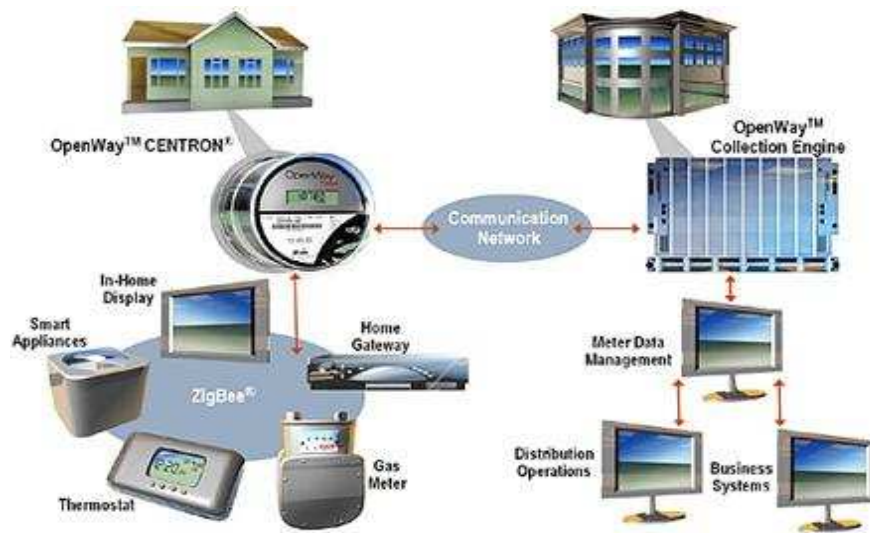 OpenWay™ CENTRON®
OpenWay™
Collection Engine
OpenWay
Communication
Network
In-Home
Display
Smart
Appliances
Home
Gateway
Meter Data
Management
ZigBee®
Distribution
Operations
Business
Systems
Gas
Meter
Thermostat